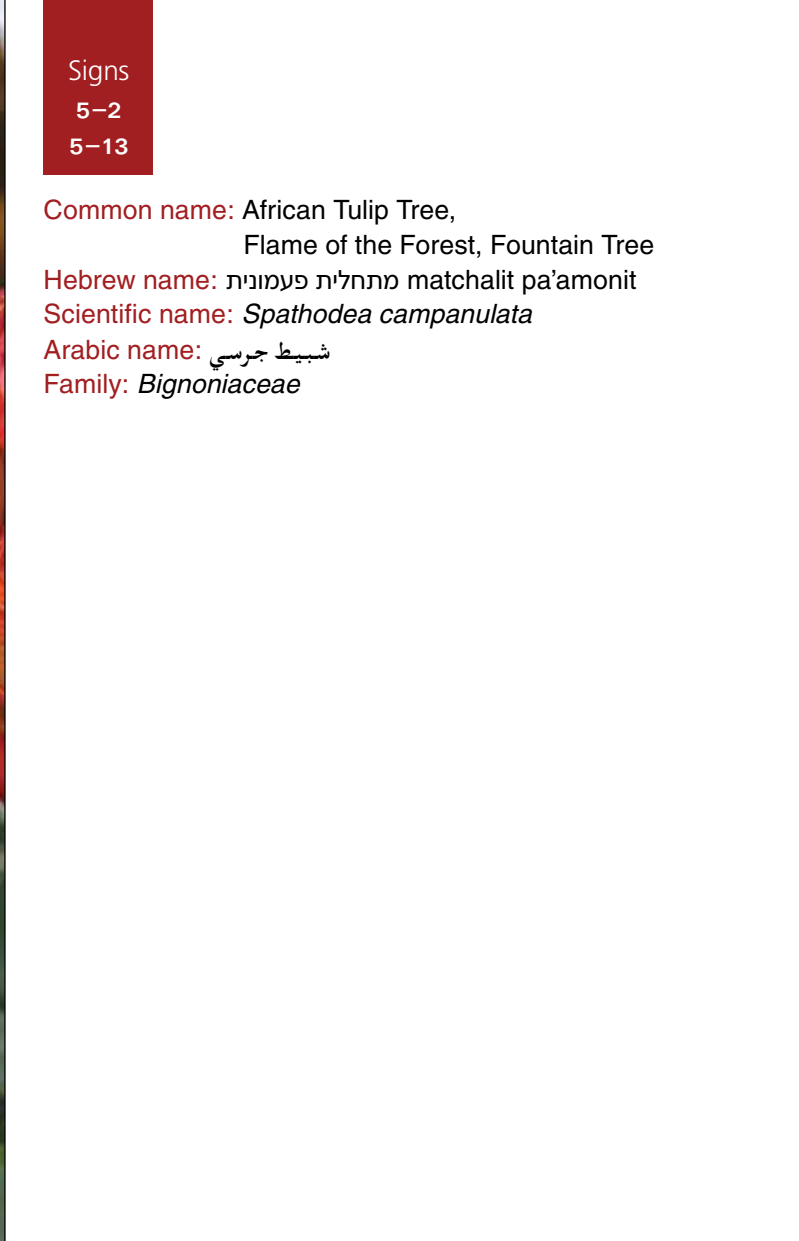 Signs
5–2
5–13
Common name: African Tulip Tree,
Flame of the Forest, Fountain Tree
Hebrew name: מתחלית פעמונית matchalit pa’amonit
Scientific name: Spathodea campanulata
Arabic name: شبيط جرسي
Family: Bignoniaceae